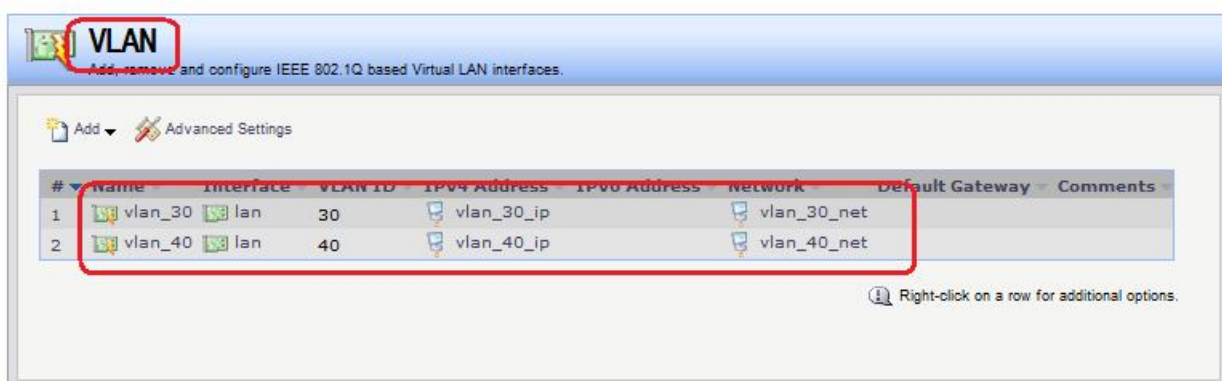 VLAN
Add, remove and configure IEEE 802.1Q based Virtual LAN interfaces.
Add Advanced Settings
# Name Interface VLAN ID IPv4 Address IPv6 Address Network Default Gateway Comments
1 vlan_30 lan 30 vlan_30_ip vlan_30_net
2 vlan_40 lan 40 vlan_40_ip vlan_40_net
Right-click on a row for additional options.